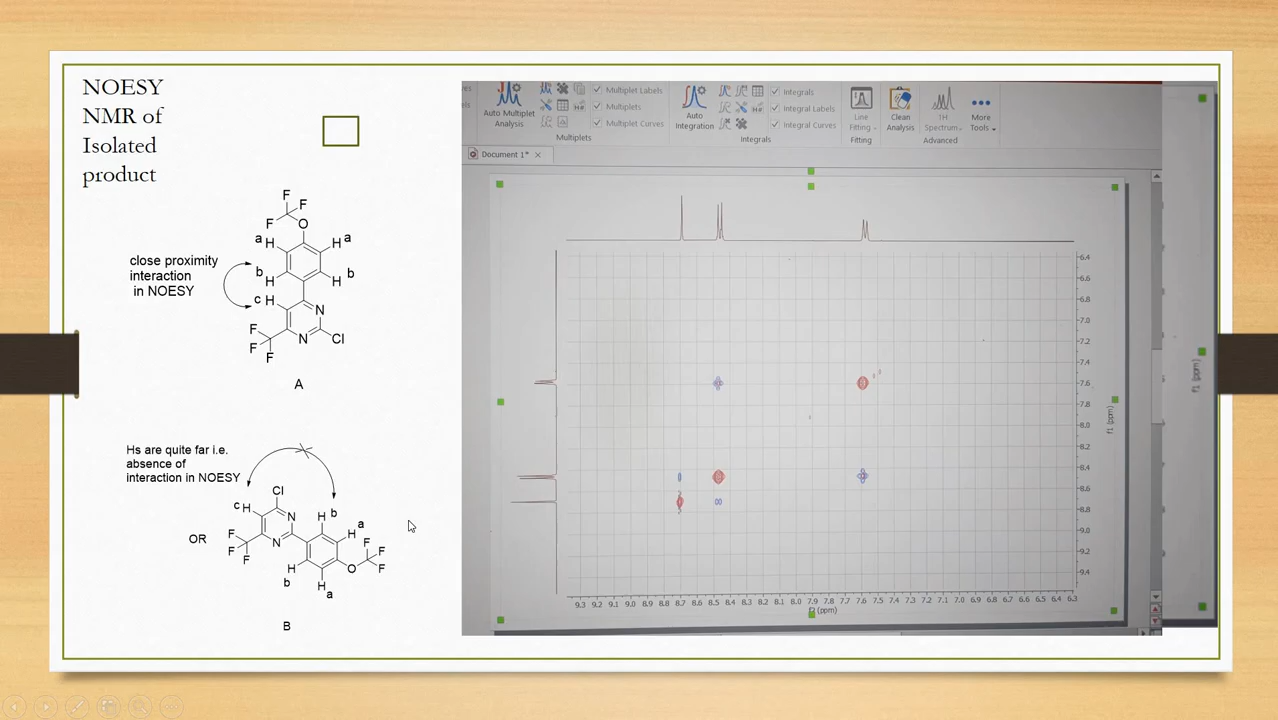 NOESY
NMR of
Isolated
product
F
F
F
O
a
H
H
a
b
H
H
b
c
H
N
N
Cl
F
F
F
close proximity
interaction
in NOESY
A
Hs are quite far i.e.
absence of
interaction in NOESY
OR
Cl
c
H
N
N
F
F
F
H
b
H
a
H
b
H
a
O
F
F
F
B
Auto Multiplet
Analysis
Multiplet Labels
Multiplets
Multiplet Curves
Multiplets
Auto
Integration
Integrals
Integral Labels
Integral Curves
Integrals
Line
Fitting
Fitting
Clean
Analysis
1H
Spectrum
Advanced
More
Tools
Document 1* ×
6.4
6.6
6.8
7.0
7.2
7.4
7.6
7.8
8.0
8.2
8.4
8.6
8.8
9.0
9.2
9.4
f1 (ppm)
9.3 9.2 9.1 9.0 8.9 8.8 8.7 8.6 8.5 8.4 8.3 8.2 8.1 8.0 7.9 7.8 7.7 7.6 7.5 7.4 7.3 7.2 7.1 7.0 6.9 6.8 6.7 6.6 6.5 6.4 6.3
f2 (ppm)
f1 (ppm)